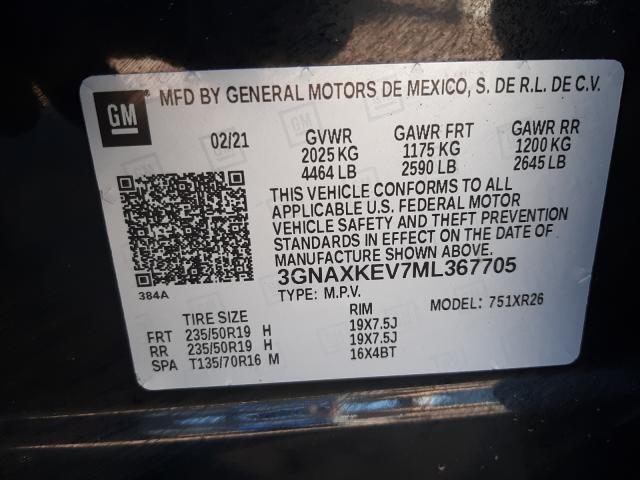 GM ® MFD BY GENERAL MOTORS DE MEXICO, S. DE R.L. DE C.V.
02/21 GVWR GAWR FRT GAWR RR
2025 KG 1175 KG 1200 KG
4464 LB 2590 LB 2645 LB
THIS VEHICLE CONFORMS TO ALL
APPLICABLE U.S. FEDERAL MOTOR
VEHICLE SAFETY AND THEFT PREVENTION
STANDARDS IN EFFECT ON THE DATE OF
MANUFACTURE SHOWN ABOVE.
3GNAXKEV7ML367705
384A TYPE: M.P.V. MODEL: 751XR26
TIRE SIZE RIM
FRT 235/50R19 H 19X7.5J
RR 235/50R19 H 19X7.5J
SPA T135/70R16 M 16X4BT